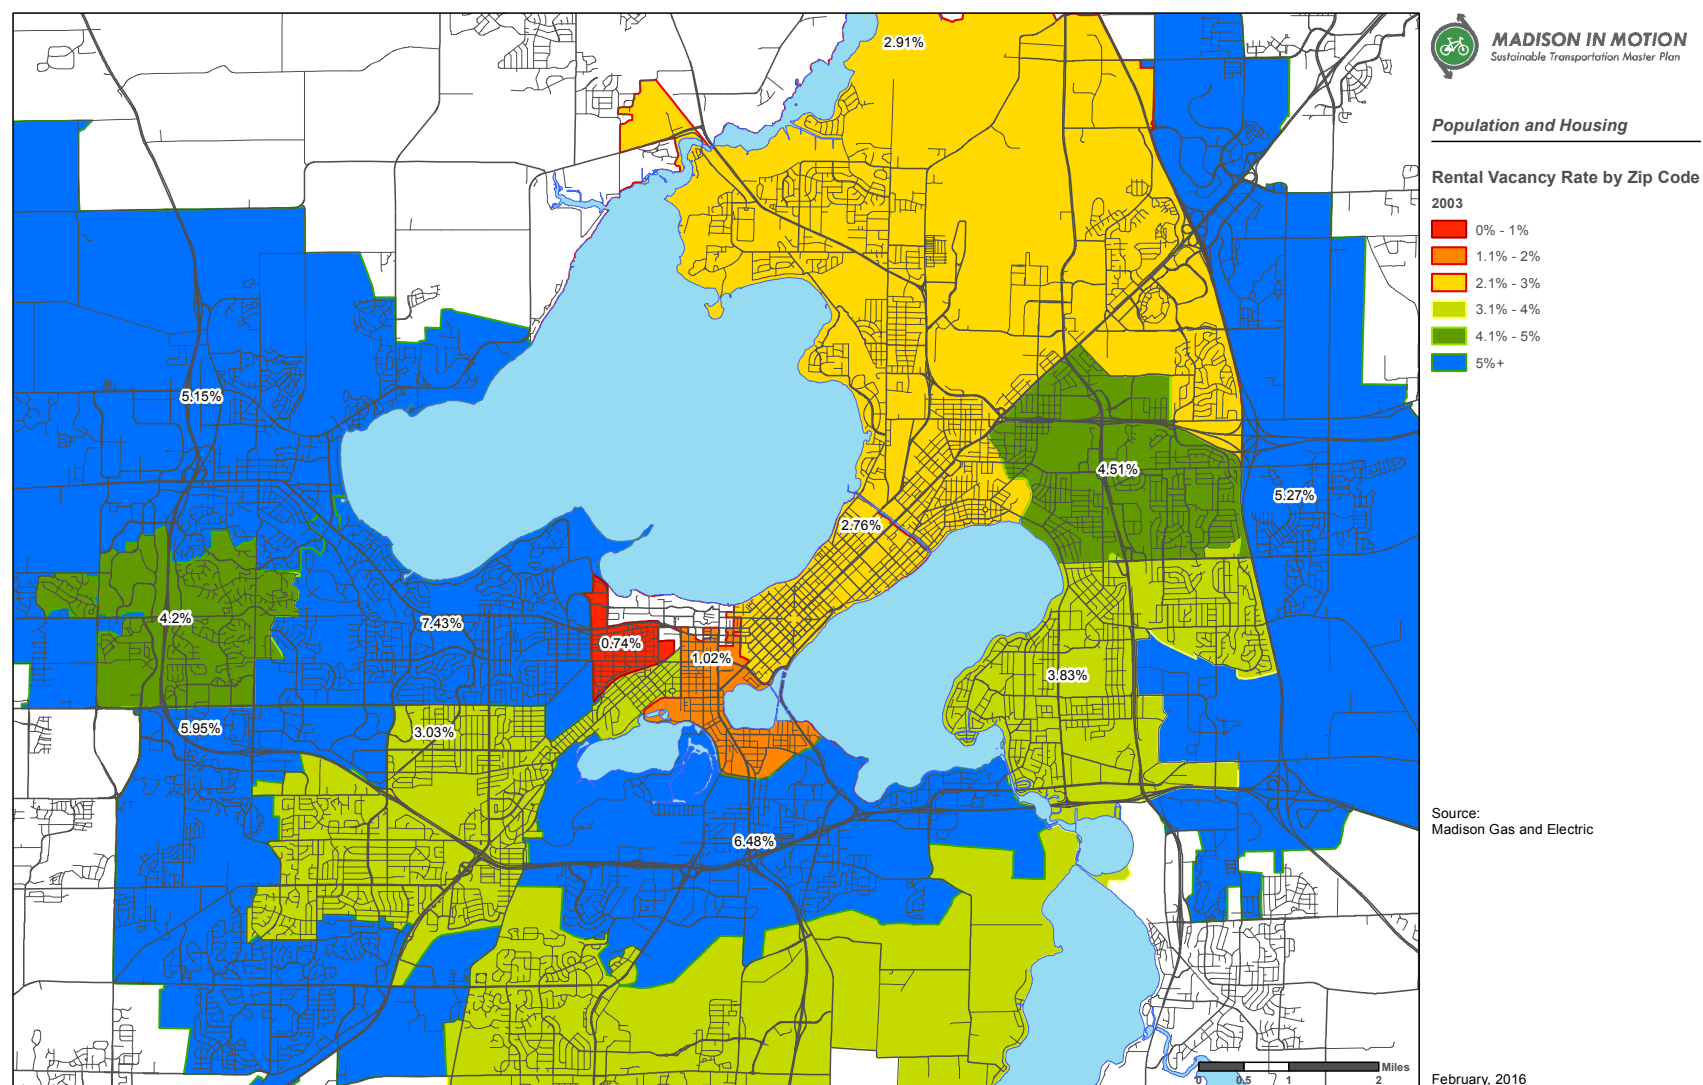 MADISON IN MOTION
Sustainable Transportation Master Plan
Population and Housing
Rental Vacancy Rate by Zip Code
2003
0% - 1%
1.1% - 2%
2.1% - 3%
3.1% - 4%
4.1% - 5%
5%+
2.91%
5.15%
4.51%
5.27%
2.76%
4.2%
7.43%
0.74%
1.02%
3.83%
5.95%
3.03%
6.48%
Source:
Madison Gas and Electric
Miles
0 0.5 1 2
February, 2016